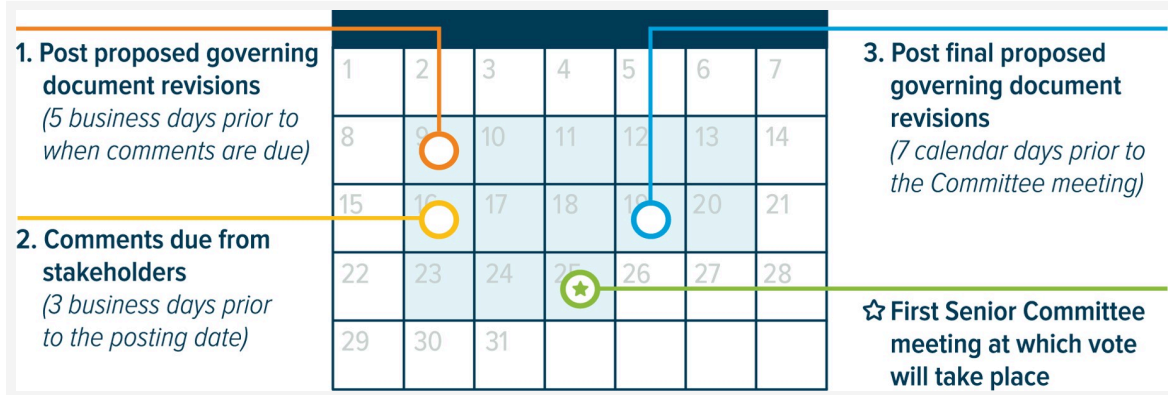 1. Post proposed governing
document revisions
(5 business days prior to
when comments are due)
2. Comments due from
stakeholders
(3 business days prior
to the posting date)
1 2 3 4 5 6 7
8 9 10 11 12 13 14
15 16 17 18 19 20 21
22 23 24 25 26 27 28
29 30 31
3. Post final proposed
governing document
revisions
(7 calendar days prior to
the Committee meeting)
First Senior Committee
meeting at which vote
will take place